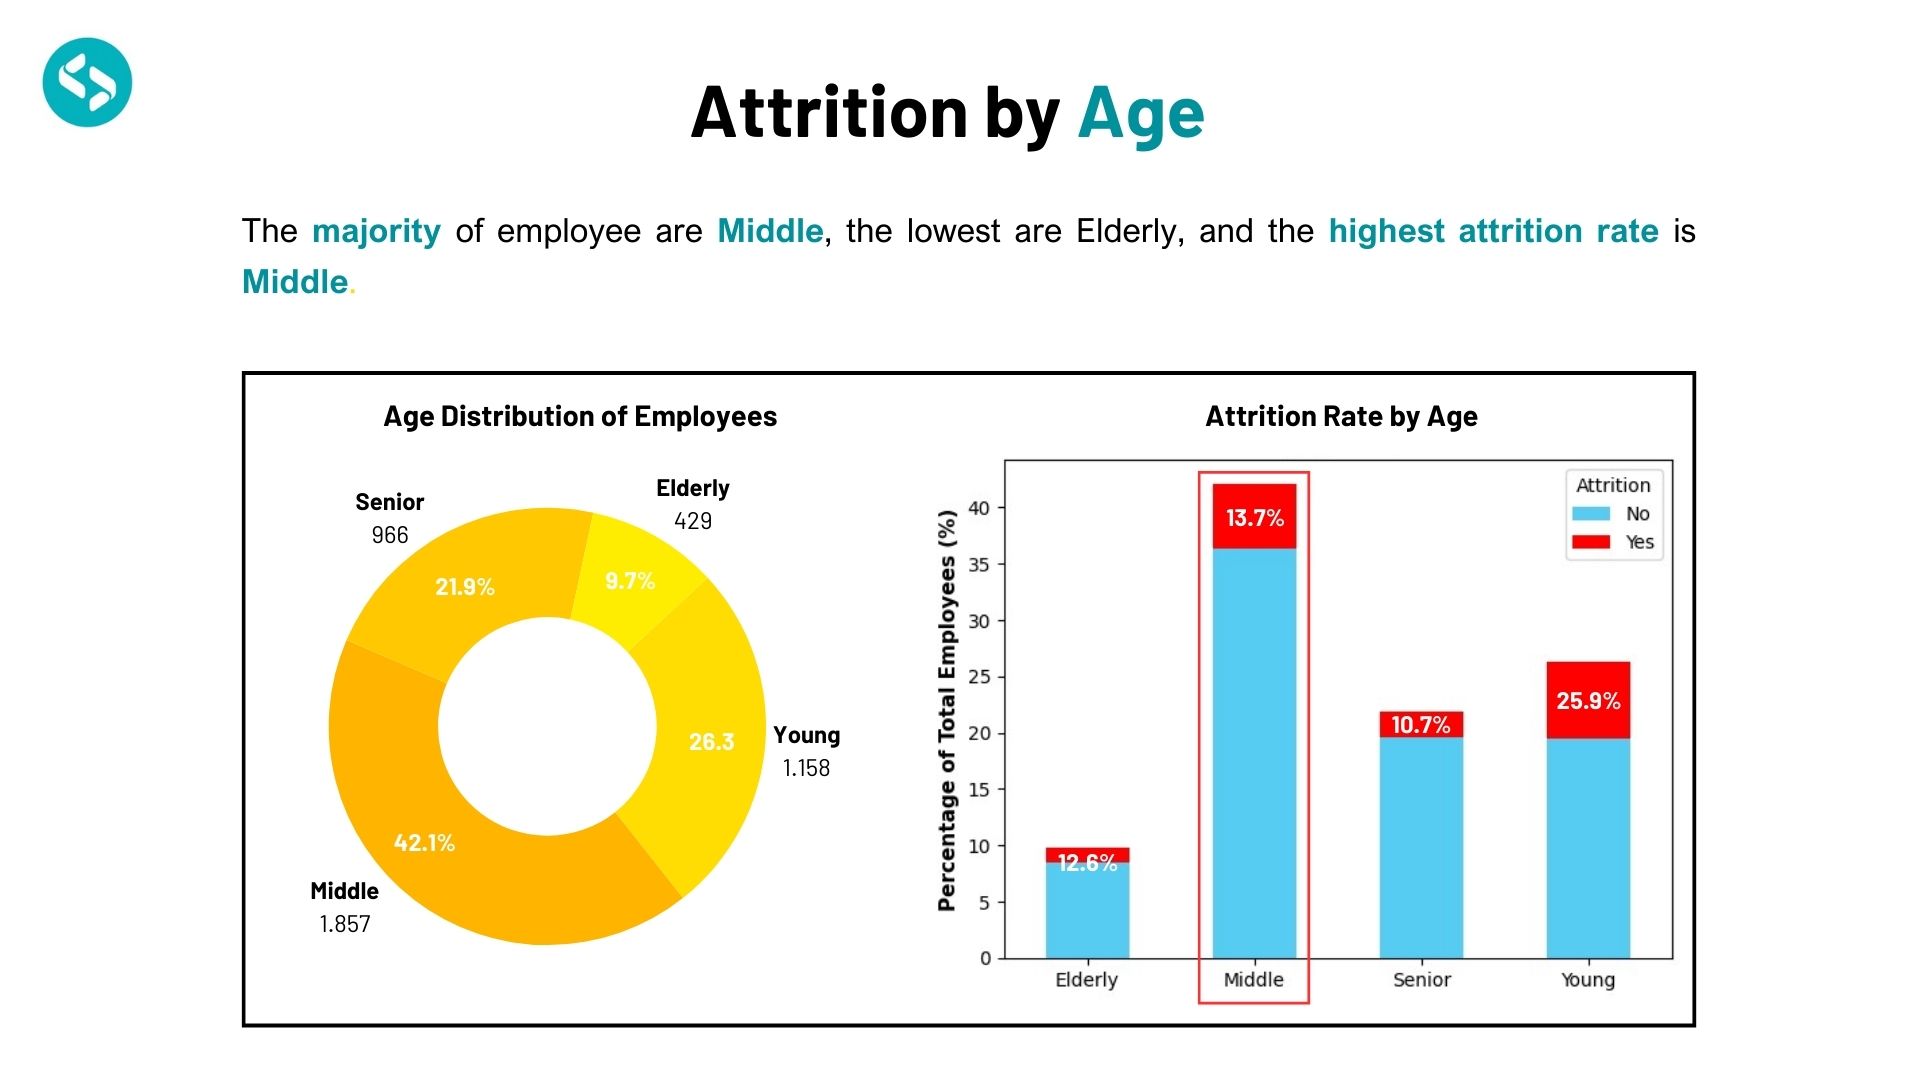 Attrition by Age
The majority of employee are Middle, the lowest are Elderly, and the highest attrition rate is
Middle.
Age Distribution of Employees
Senior
966
Elderly
429
21.9%
9.7%
26.3
Young
1.158
42.1%
Middle
1.857
Attrition Rate by Age
Percentage of Total Employees (%)
40
35
30
25
20
15
10
5
0
Attrition
No
Yes
13.7%
25.9%
10.7%
12.6%
Elderly
Middle
Senior
Young